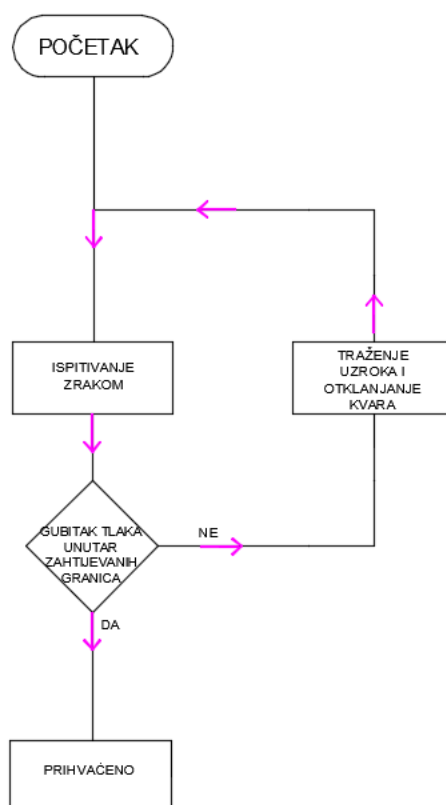 POČETAK
ISPITIVANJE
ZRAKOM
TRAŽENJE
UZROKA I
OTKLANJANJE
KVARA
GUBITAK TLAKA
UNUTAR
ZAHTIJEVANIH
GRANICA
NE
DA
PRIHVAĆENO